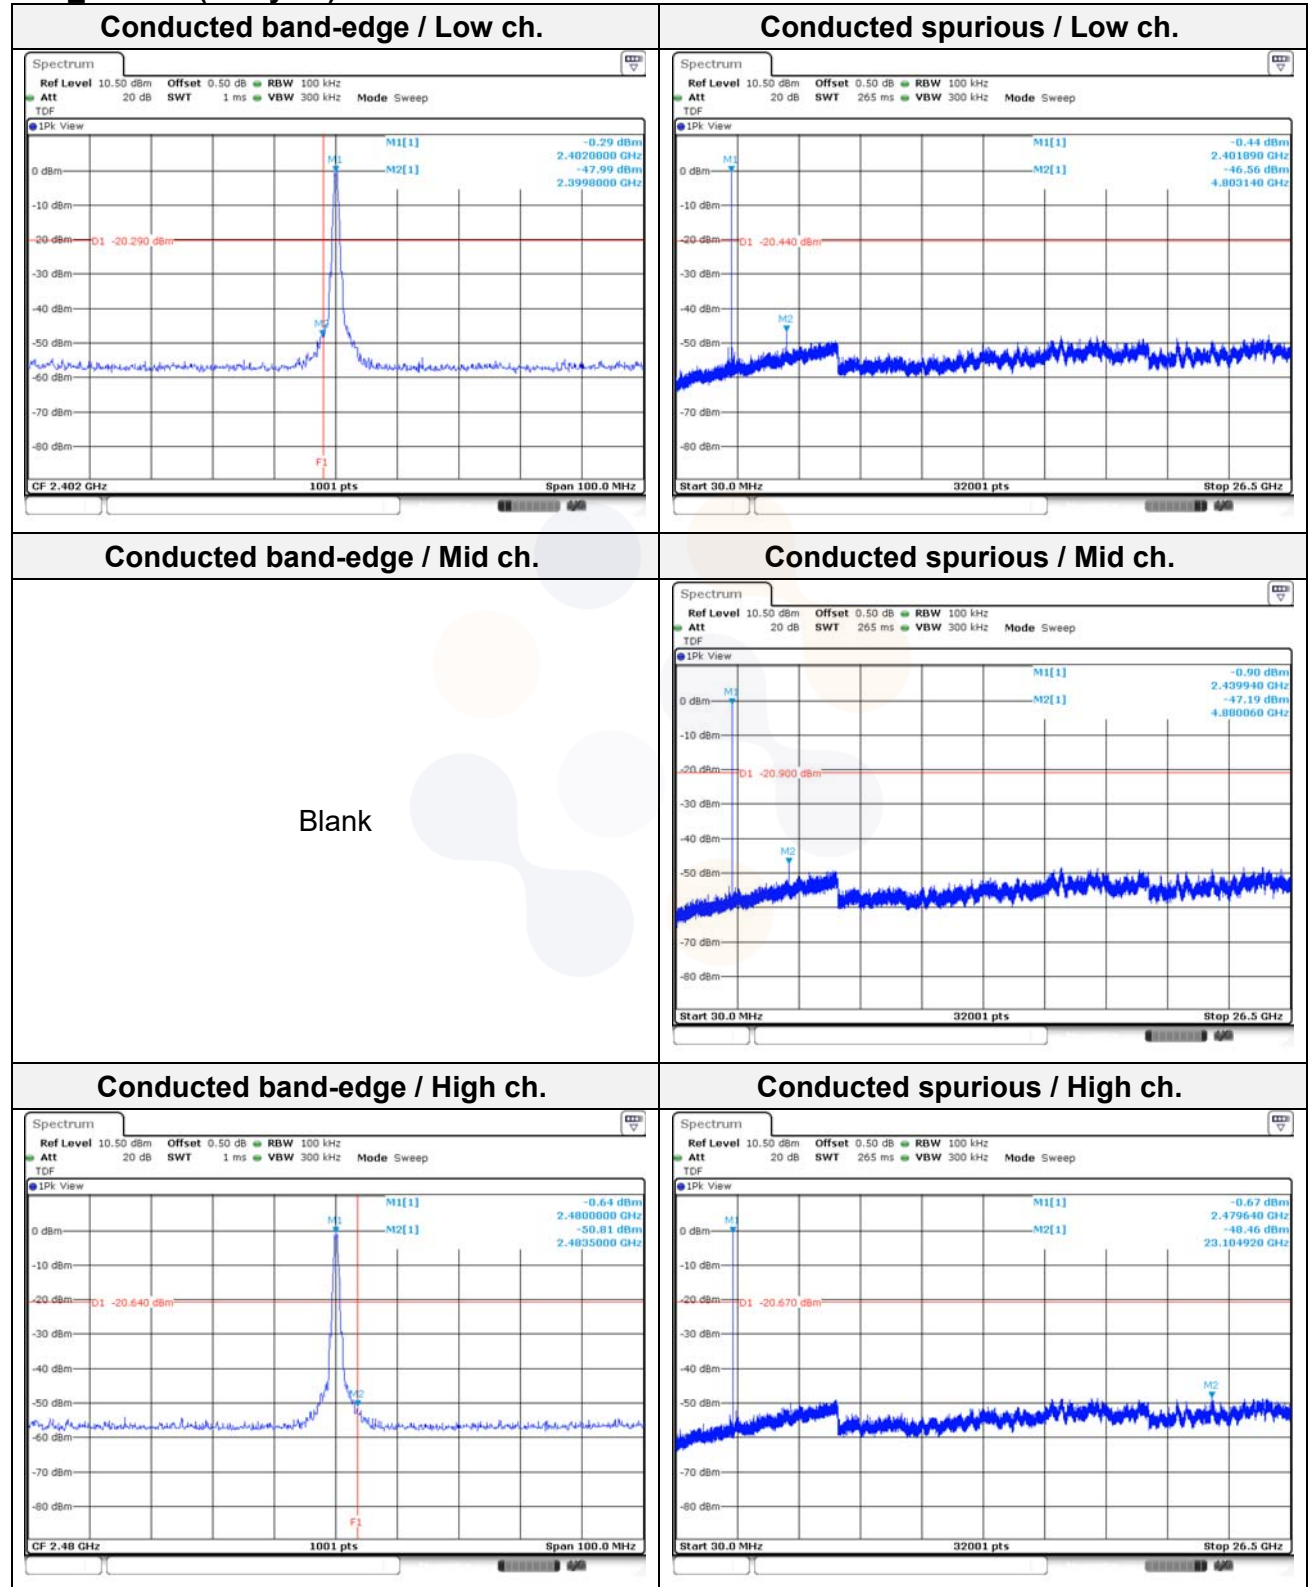 Conducted band-edge / Low ch.
Conducted spurious / Low ch.
Spectrum
Ref Level 10.50 dBm Offset 0.50 dB RBW 100 kHz
Att 20 dB SWT 1 ms VBW 300 kHz Mode Sweep
TDF
1Pk View
M1[1] -0.29 dBm
2.4020000 GHz
M2[1] -47.99 dBm
2.3998000 GHz
M1
0 dBm
-10 dBm
-20 dBm
D1 -20.290 dBm
-30 dBm
-40 dBm
M2
-50 dBm
-60 dBm
-70 dBm
-80 dBm
F1
CF 2.402 GHz 1001 pts Span 100.0 MHz
Spectrum
Ref Level 10.50 dBm Offset 0.50 dB RBW 100 kHz
Att 20 dB SWT 265 ms VBW 300 kHz Mode Sweep
TDF
1Pk View
M1[1] -0.44 dBm
2.401890 GHz
M2[1] -46.56 dBm
4.803140 GHz
M1
0 dBm
-10 dBm
-20 dBm
D1 -20.440 dBm
-30 dBm
-40 dBm
M2
-50 dBm
-60 dBm
-70 dBm
-80 dBm
Start 30.0 MHz 32001 pts Stop 26.5 GHz
Conducted band-edge / Mid ch.
Conducted spurious / Mid ch.
Blank
Spectrum
Ref Level 10.50 dBm Offset 0.50 dB RBW 100 kHz
Att 20 dB SWT 265 ms VBW 300 kHz Mode Sweep
TDF
1Pk View
M1[1] -0.90 dBm
2.439940 GHz
M2[1] -47.19 dBm
4.880060 GHz
M1
0 dBm
-10 dBm
-20 dBm
D1 -20.900 dBm
-30 dBm
-40 dBm
M2
-50 dBm
-70 dBm
-80 dBm
Start 30.0 MHz 32001 pts Stop 26.5 GHz
Conducted band-edge / High ch.
Conducted spurious / High ch.
Spectrum
Ref Level 10.50 dBm Offset 0.50 dB RBW 100 kHz
Att 20 dB SWT 1 ms VBW 300 kHz Mode Sweep
TDF
1Pk View
M1[1] -0.64 dBm
2.4800000 GHz
M2[1] -50.81 dBm
2.4835000 GHz
M1
0 dBm
-10 dBm
-20 dBm
D1 -20.640 dBm
-30 dBm
-40 dBm
M2
-50 dBm
-60 dBm
-70 dBm
-80 dBm
F1
CF 2.48 GHz 1001 pts Span 100.0 MHz
Spectrum
Ref Level 10.50 dBm Offset 0.50 dB RBW 100 kHz
Att 20 dB SWT 265 ms VBW 300 kHz Mode Sweep
TDF
1Pk View
M1[1] -0.67 dBm
2.479640 GHz
M2[1] -48.46 dBm
23.104920 GHz
M1
0 dBm
-10 dBm
-20 dBm
D1 -20.670 dBm
-30 dBm
-40 dBm
M2
-50 dBm
-60 dBm
-70 dBm
-80 dBm
Start 30.0 MHz 32001 pts Stop 26.5 GHz